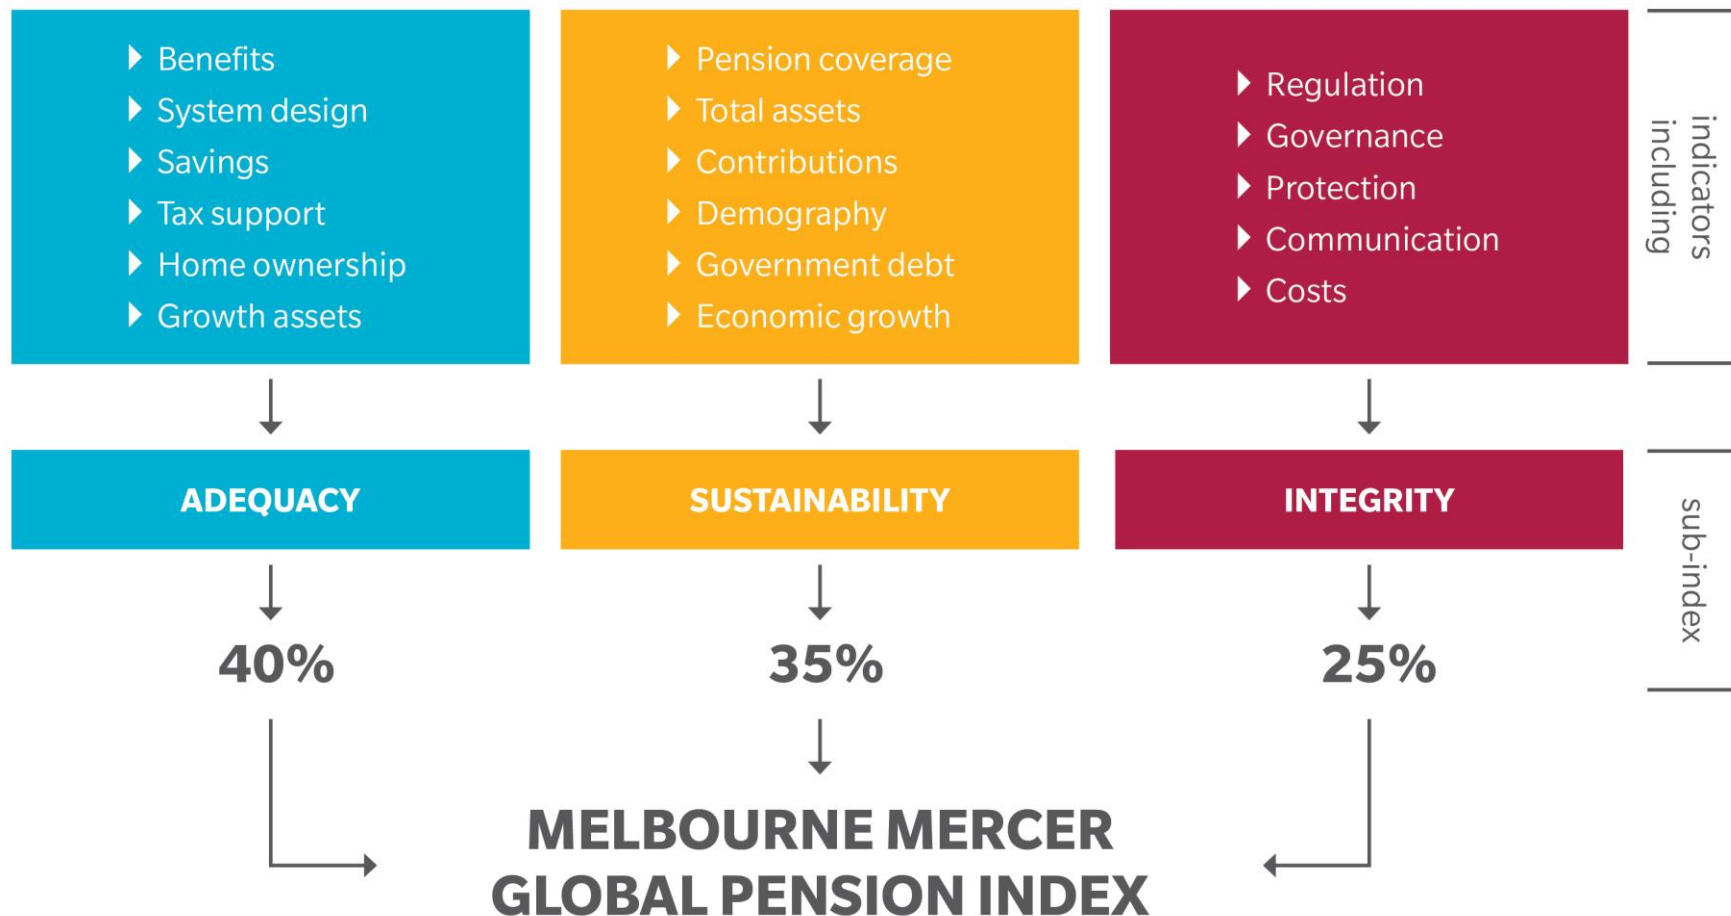 Benefits
System design
Savings
Tax support
Home ownership
Growth assets
Pension coverage
Total assets
Contributions
Demography
Government debt
Economic growth
Regulation
Governance
Protection
Communication
Costs
indicators
including
ADEQUACY
SUSTAINABILITY
INTEGRITY
sub-index
40%
35%
25%
MELBOURNE MERCER
GLOBAL PENSION INDEX